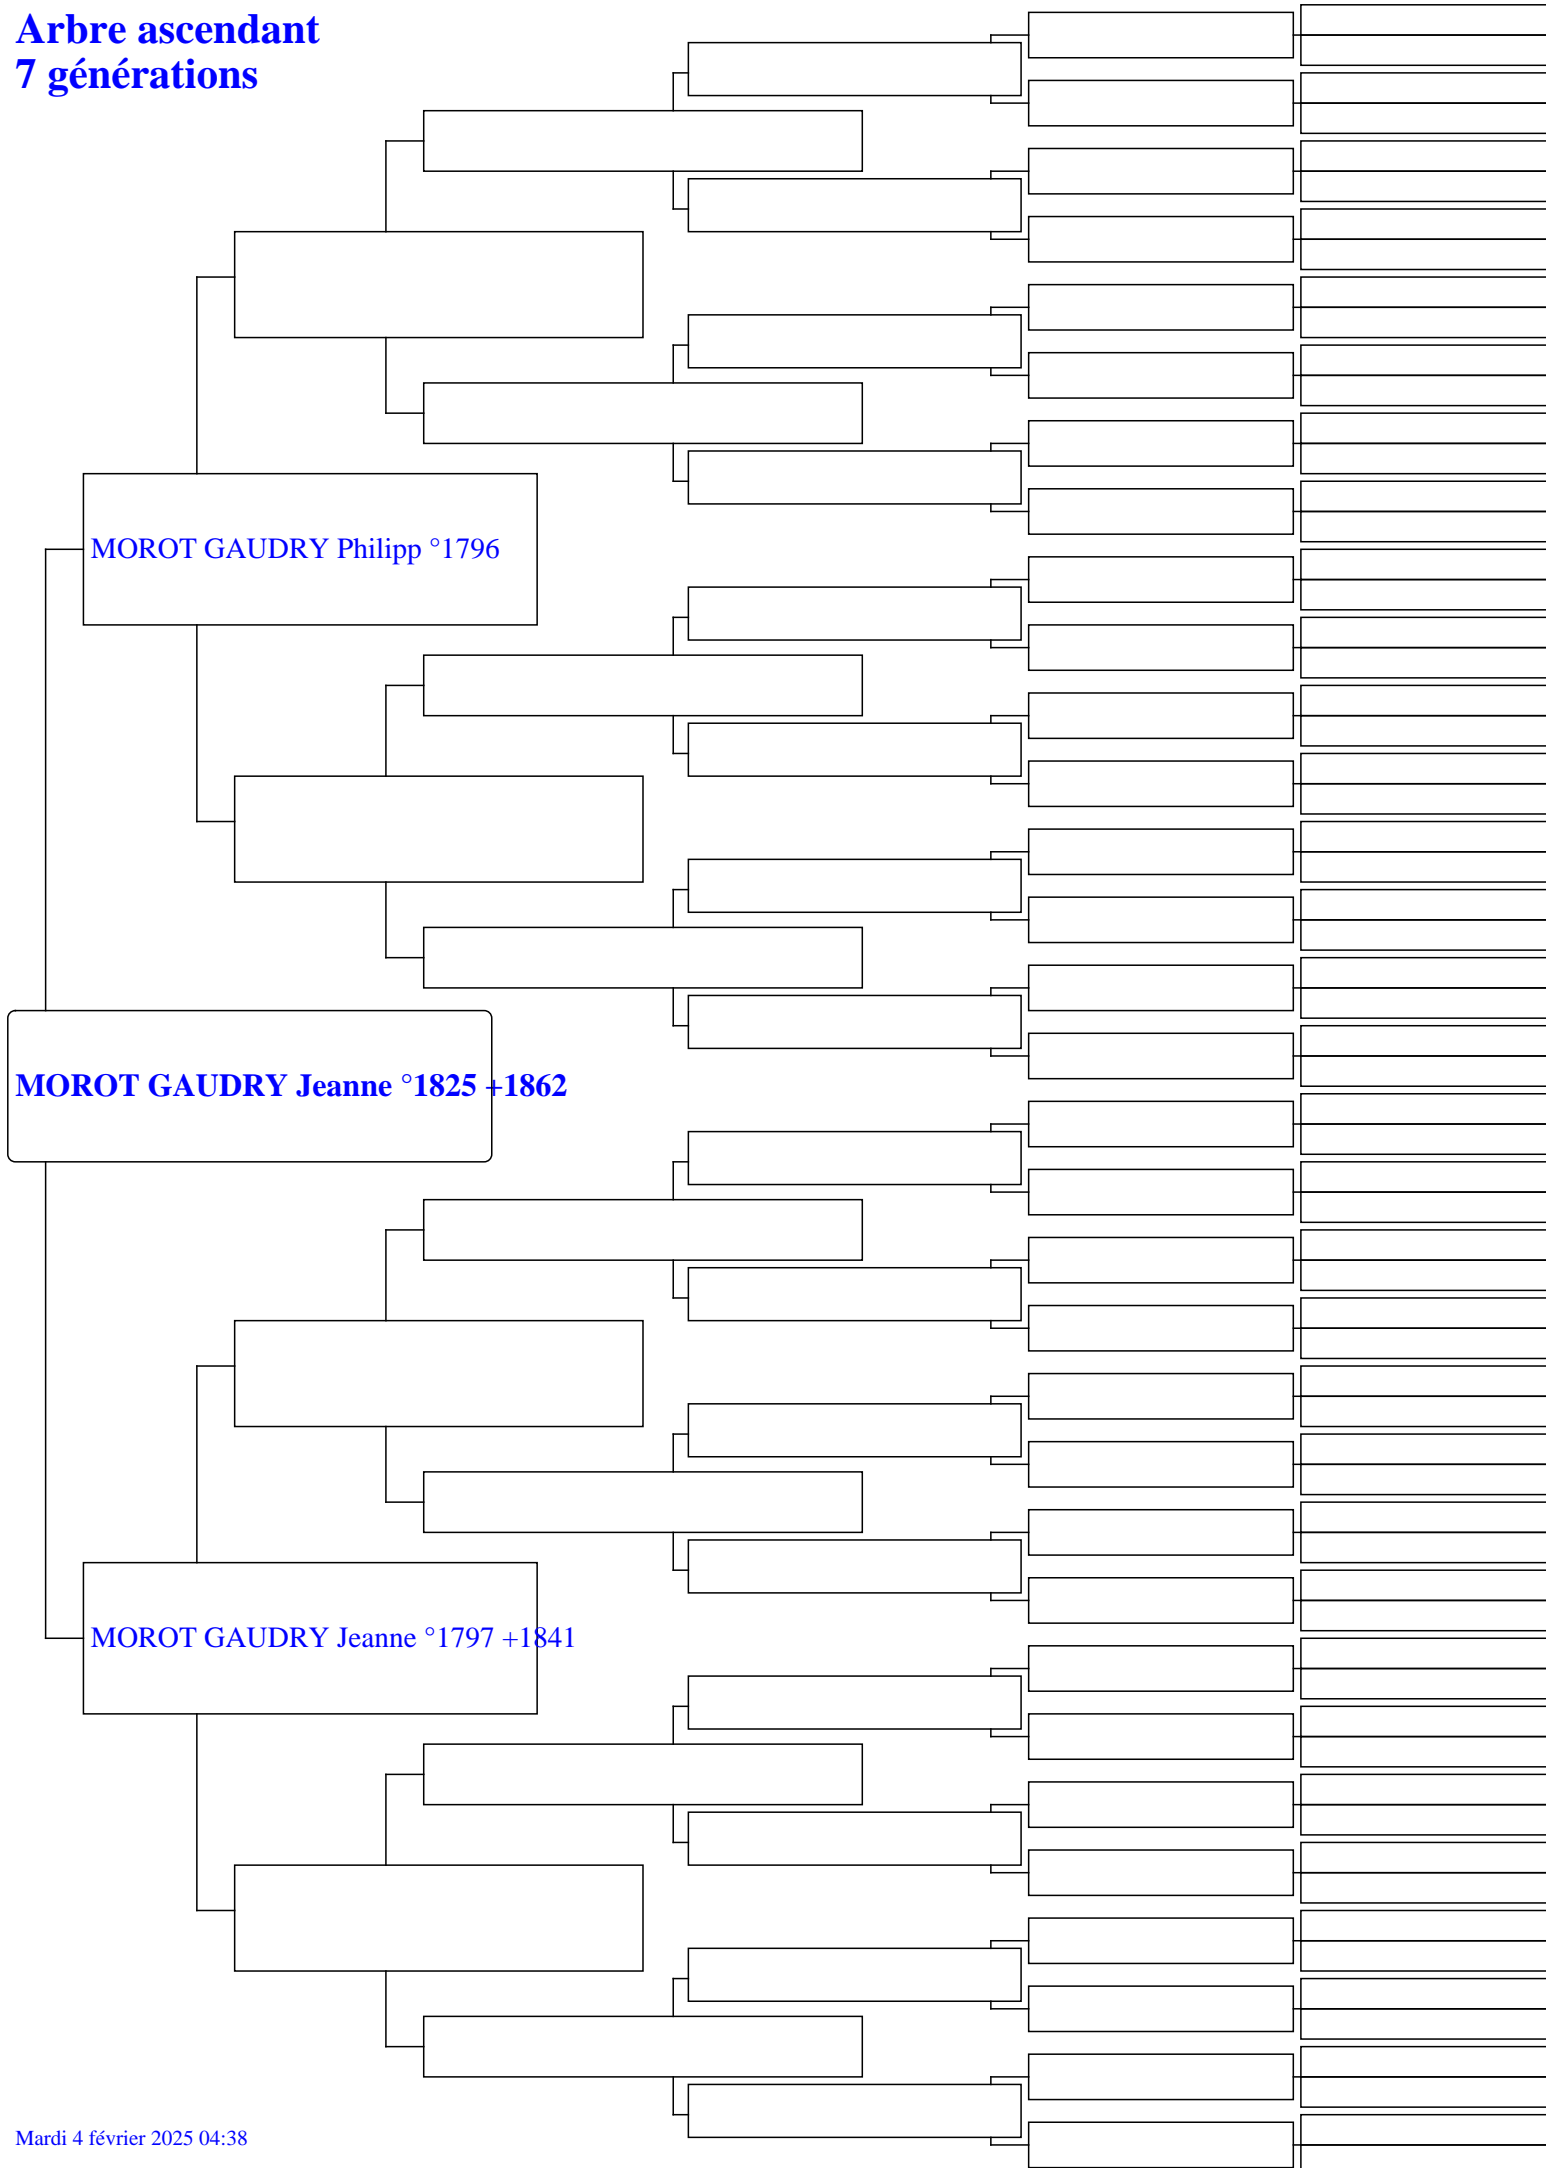 Arbre ascendant
7 générations
MOROT GAUDRY Philipp °1796
MOROT GAUDRY Jeanne °1825 +1862
MOROT GAUDRY Jeanne °1797 +1841
Mardi 4 février 2025 04:38